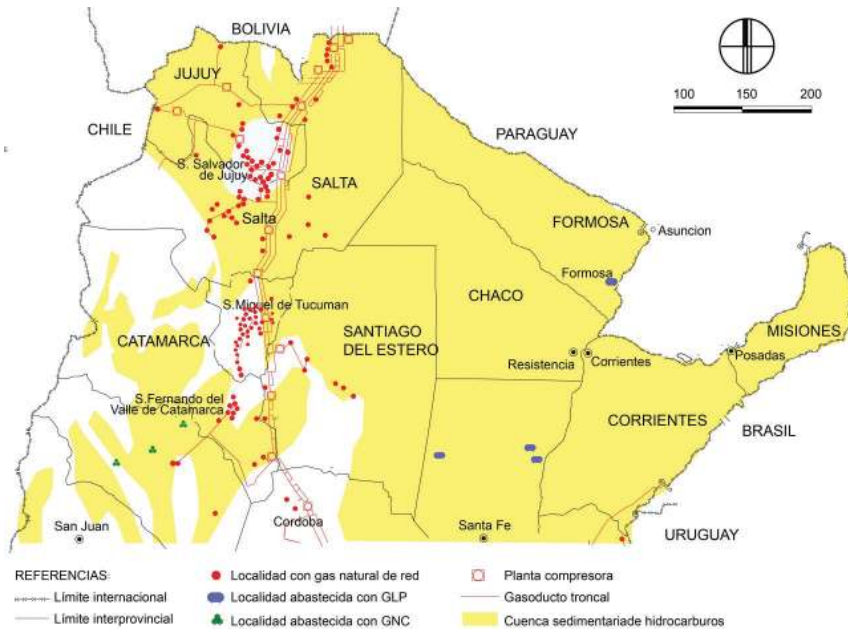 BOLIVIA
JUJUY
100 150 200
CHILE
PARAGUAY
S. Salvador
de Jujuy
SALTA
Salta
FORMOSA
Asuncion
Formosa
CHACO
S.Miguel de Tucuman
CATAMARCA
SANTIAGO
DEL ESTERO
MISIONES
Resistencia
Corrientes
Posadas
S.Fernando del
Valle de Catamarca
CORRIENTES
BRASIL
San Juan
Cordoba
Santa Fe
URUGUAY
REFERENCIAS:
Límite internacional
Límite interprovincial
Localidad con gas natural de red
Localidad abastecida con GLP
Localidad abastecida con GNC
Planta compresora
Gasoducto troncal
Cuenca sedimentariade hidrocarburos